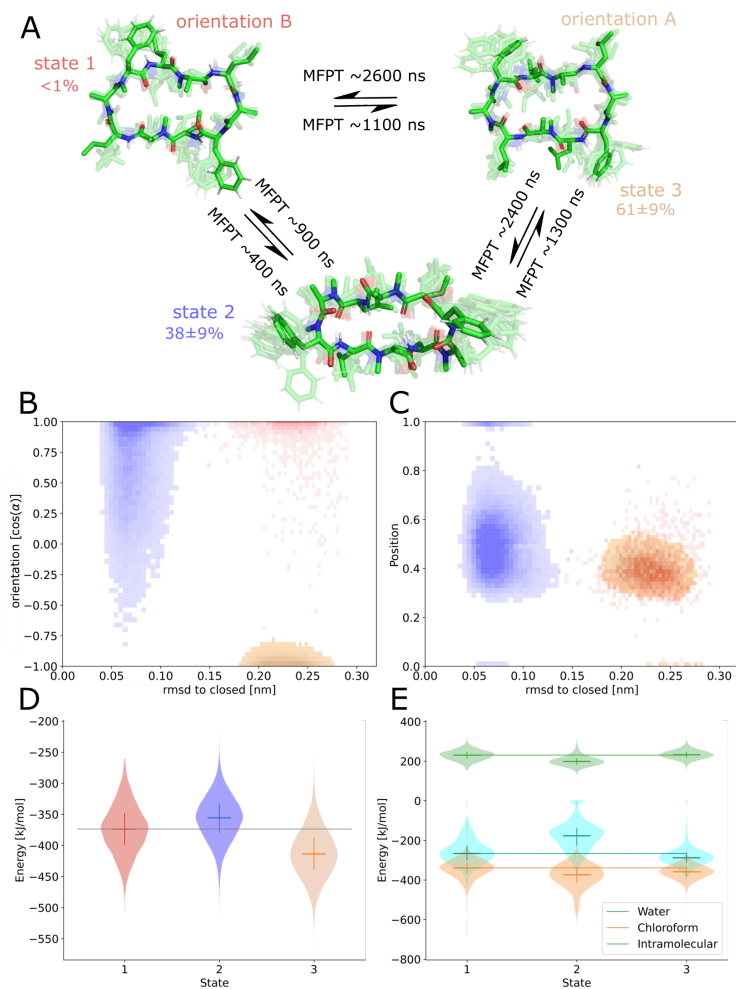 A
orientation B
orientation A
state 1
<1%
MFPT ~2600 ns
MFPT ~1100 ns
state 3
61±9%
MFPT ~900 ns
MFPT ~400 ns
MFPT ~2400 ns
MFPT ~1300 ns
state 2
38±9%
B
C
orientation [cos(α)]
1.00
0.75
0.50
0.25
0.00
−0.25
−0.50
−0.75
−1.00
0.00 0.05 0.10 0.15 0.20 0.25 0.30
rmsd to closed [nm]
Position
1.0
0.8
0.6
0.4
0.2
0.0
0.00 0.05 0.10 0.15 0.20 0.25 0.30
rmsd to closed [nm]
D
E
Energy [kJ/mol]
−200
−250
−300
−350
−400
−450
−500
−550
1 2 3
State
Energy [kJ/mol]
400
200
0
−200
−400
−600
−800
1 2 3
State
Water
Chloroform
Intramolecular